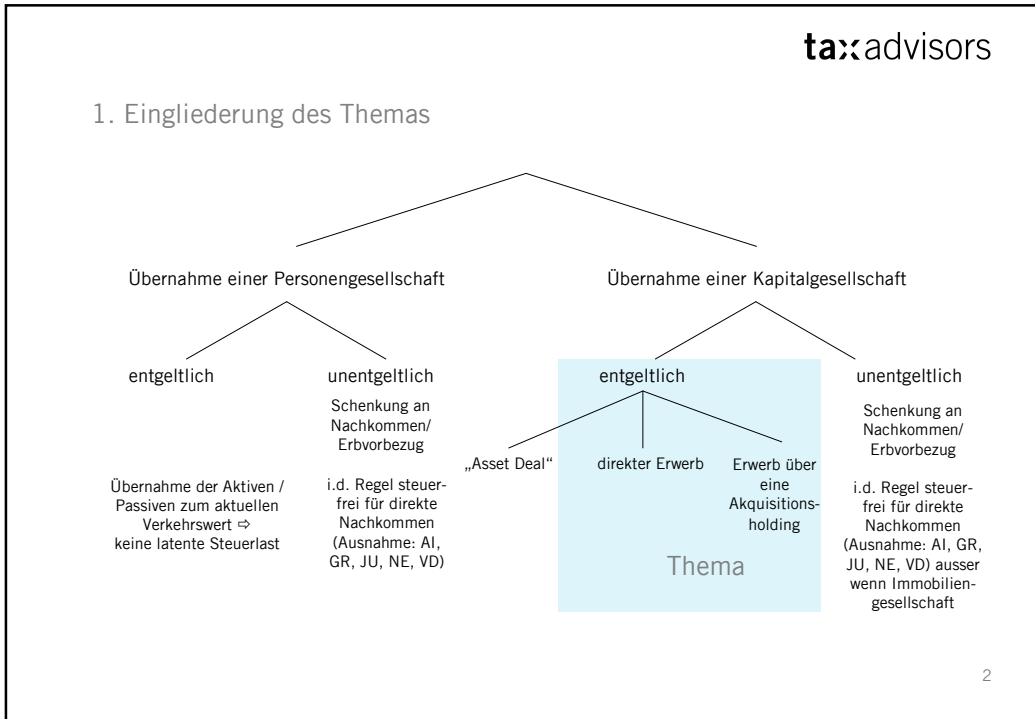 taxadvisors
1. Eingliederung des Themas
Übernahme einer Personengesellschaft
Übernahme einer Kapitalgesellschaft
entgeltlich
Übernahme der Aktiven /
Passiven zum aktuellen
Verkehrswert ⇨
keine latente Steuerlast
unentgeltlich
Schenkung an
Nachkommen/
Erbvorbezug
i.d. Regel steuer-
frei für direkte
Nachkommen
(Ausnahme: AI,
GR, JU, NE, VD)
entgeltlich
„Asset Deal“
direkter Erwerb
Erwerb über
eine
Akquisitions-
holding
Thema
unentgeltlich
Schenkung an
Nachkommen/
Erbvorbezug
i.d. Regel steuer-
frei für direkte
Nachkommen
(Ausnahme: AI, GR,
JU, NE, VD) ausser
wenn Immobilien-
gesellschaft
2